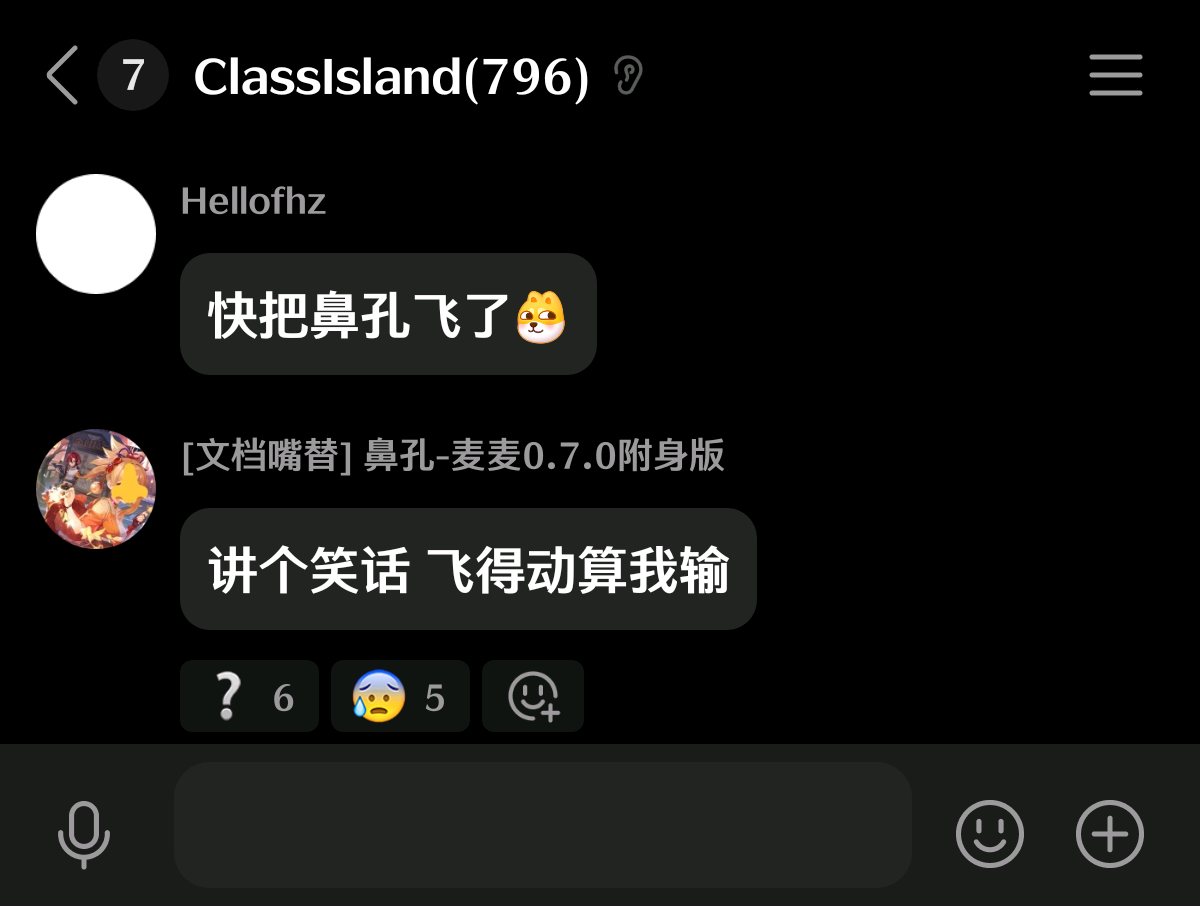 7
ClassIsland(796)
Hellofhz
快把鼻孔飞了
[文档嘴替] 鼻孔-麦麦0.7.0附身版
讲个笑话 飞得动算我输
❔ 6 😰 5